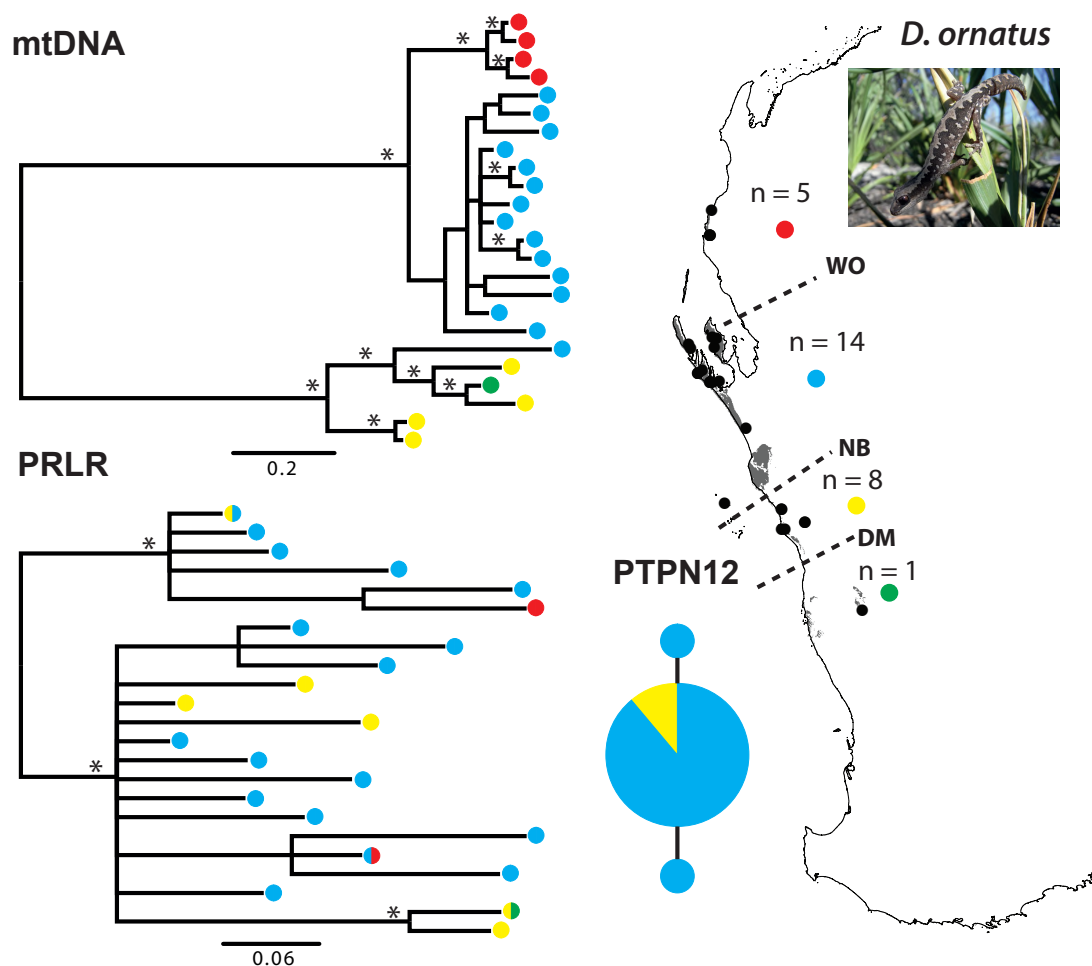 mtDNA
* * * * * * * * * * *
0.2
PRLR
* * *
0.06
D. ornatus
n = 5
WO
n = 14
NB
n = 8
DM
n = 1
PTPN12